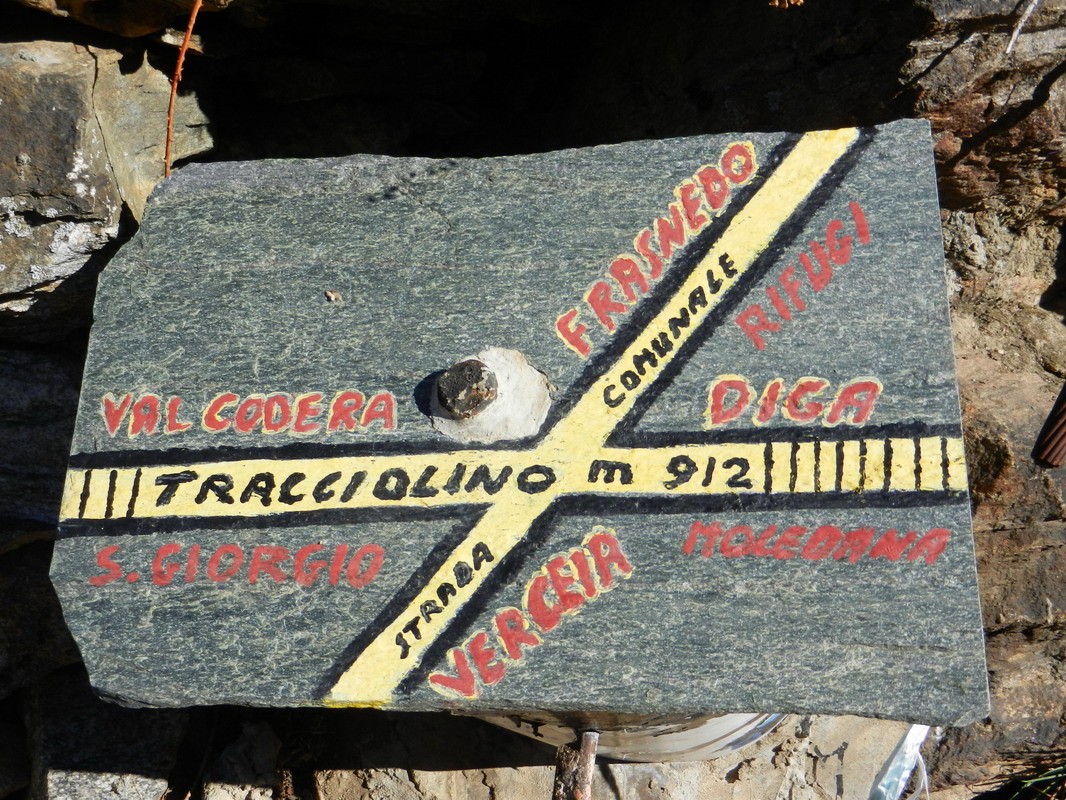 FRASNEDO
RIFUGI
COMUNALE
VAL CODERA
DIGA
TRACCIOLINO m 912
S. GIORGIO
MOLEDANA
STRADA
VERCEIA